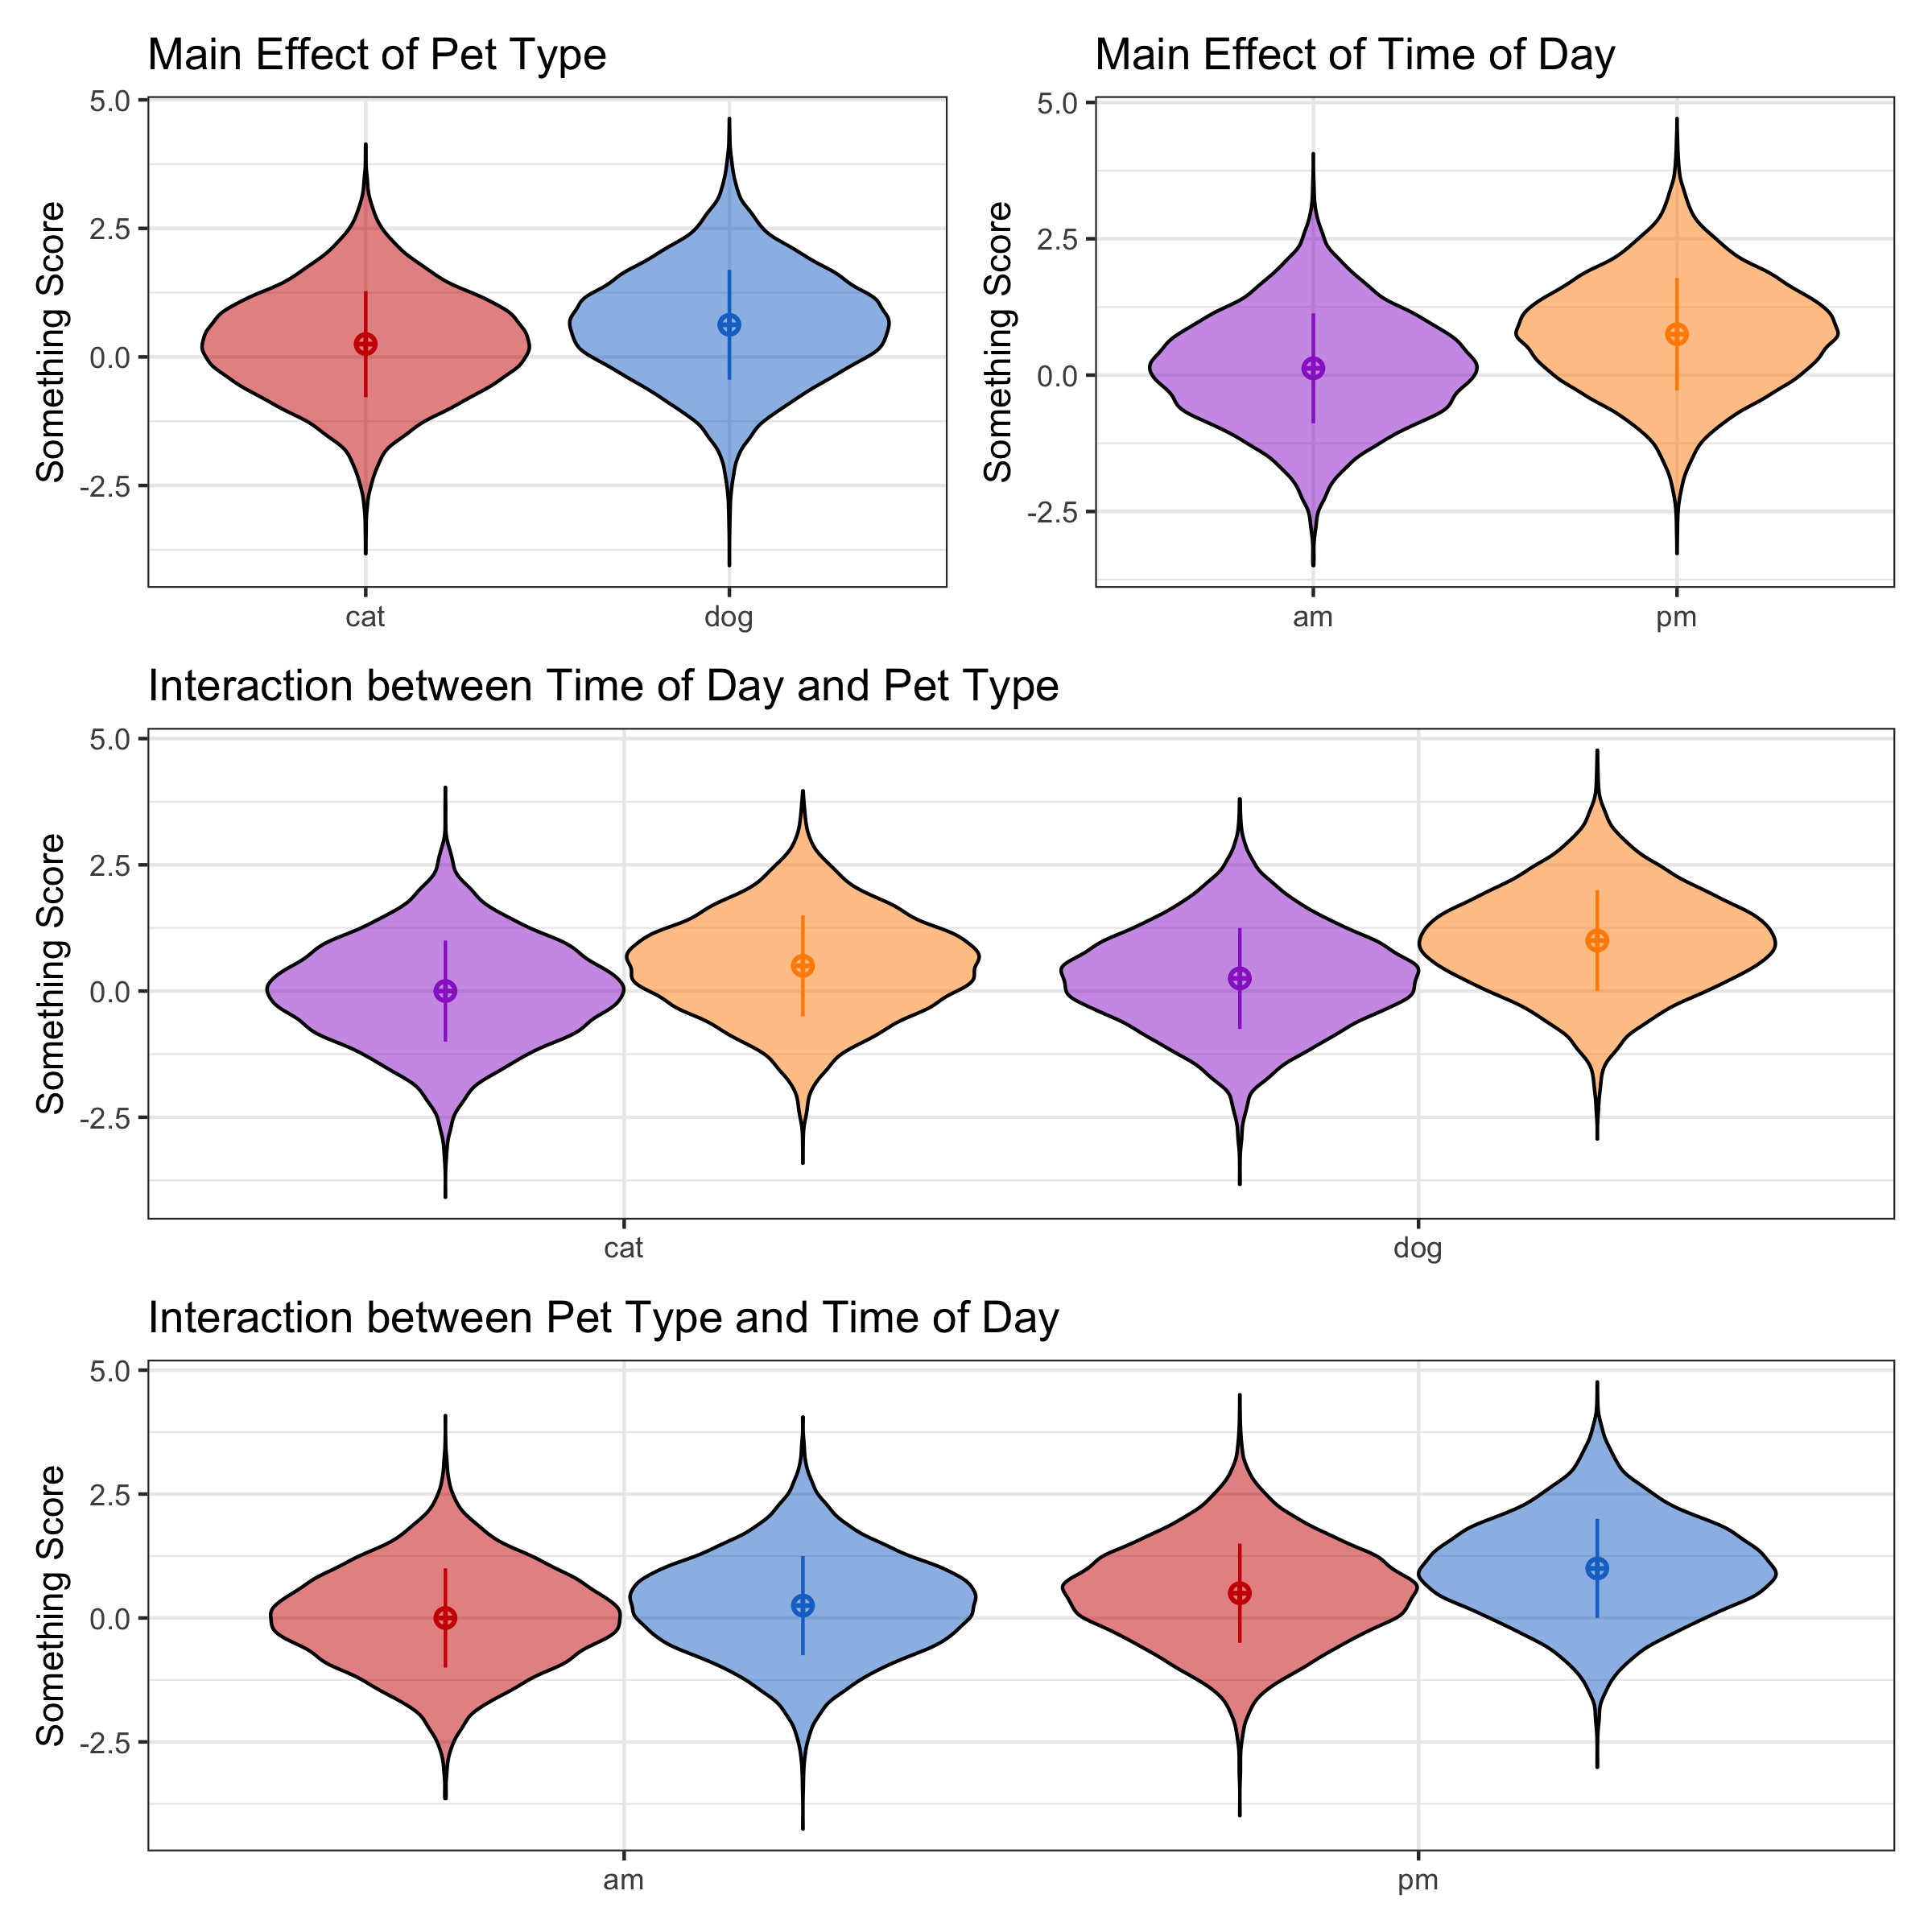 Main Effect of Pet Type
Something Score
5.0
2.5
0.0
-2.5
cat dog
Main Effect of Time of Day
Something Score
5.0
2.5
0.0
-2.5
am pm
Interaction between Time of Day and Pet Type
Something Score
5.0
2.5
0.0
-2.5
cat dog
Interaction between Pet Type and Time of Day
Something Score
5.0
2.5
0.0
-2.5
am pm